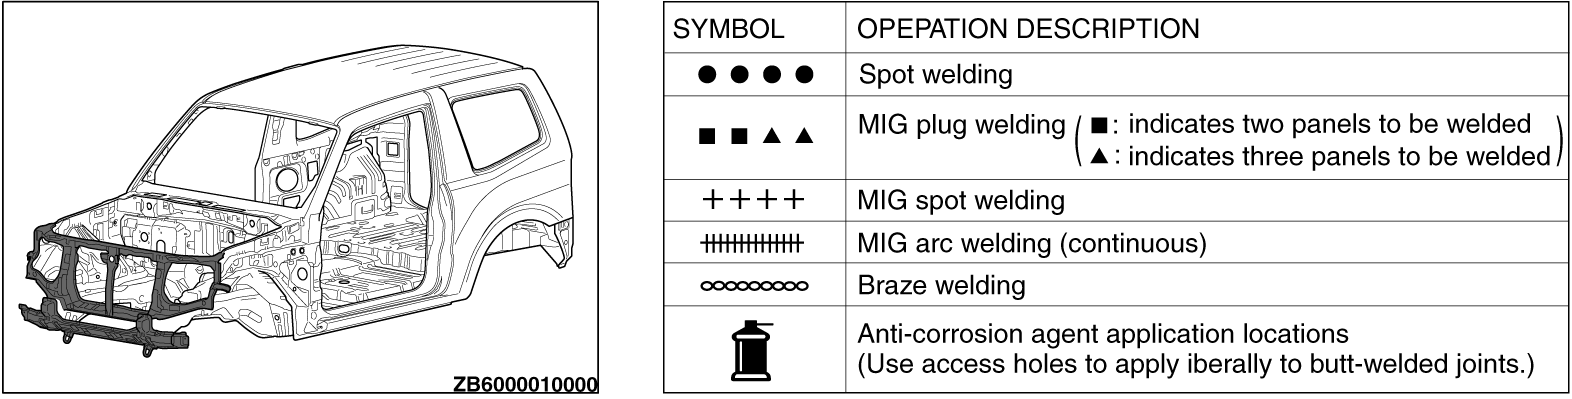 ZB6000010000
SYMBOL OPEPATION DESCRIPTION
Spot welding
MIG plug welding ( ■ : indicates two panels to be welded
▲ : indicates three panels to be welded )
MIG spot welding
MIG arc welding (continuous)
Braze welding
Anti-corrosion agent application locations
(Use access holes to apply iberally to butt-welded joints.)